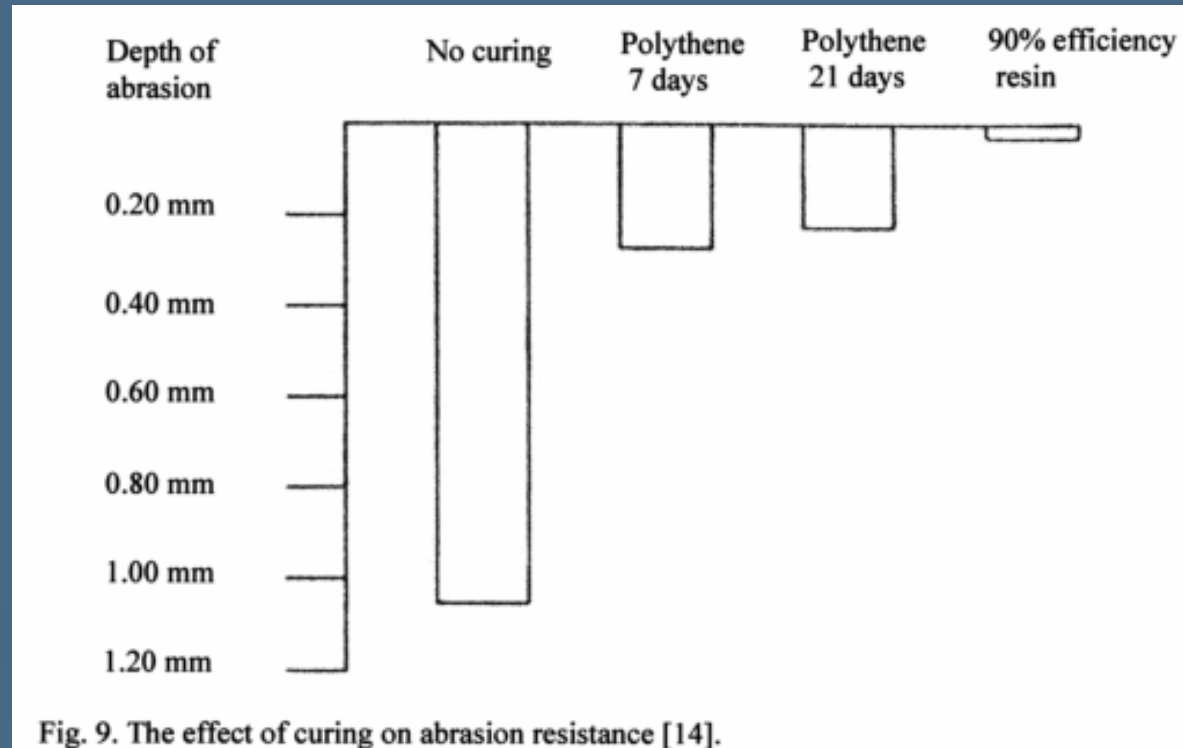 Depth of
abrasion
No curing
Polythene
7 days
Polythene
21 days
90% efficiency
resin
0.20 mm
0.40 mm
0.60 mm
0.80 mm
1.00 mm
1.20 mm
Fig. 9. The effect of curing on abrasion resistance [14].